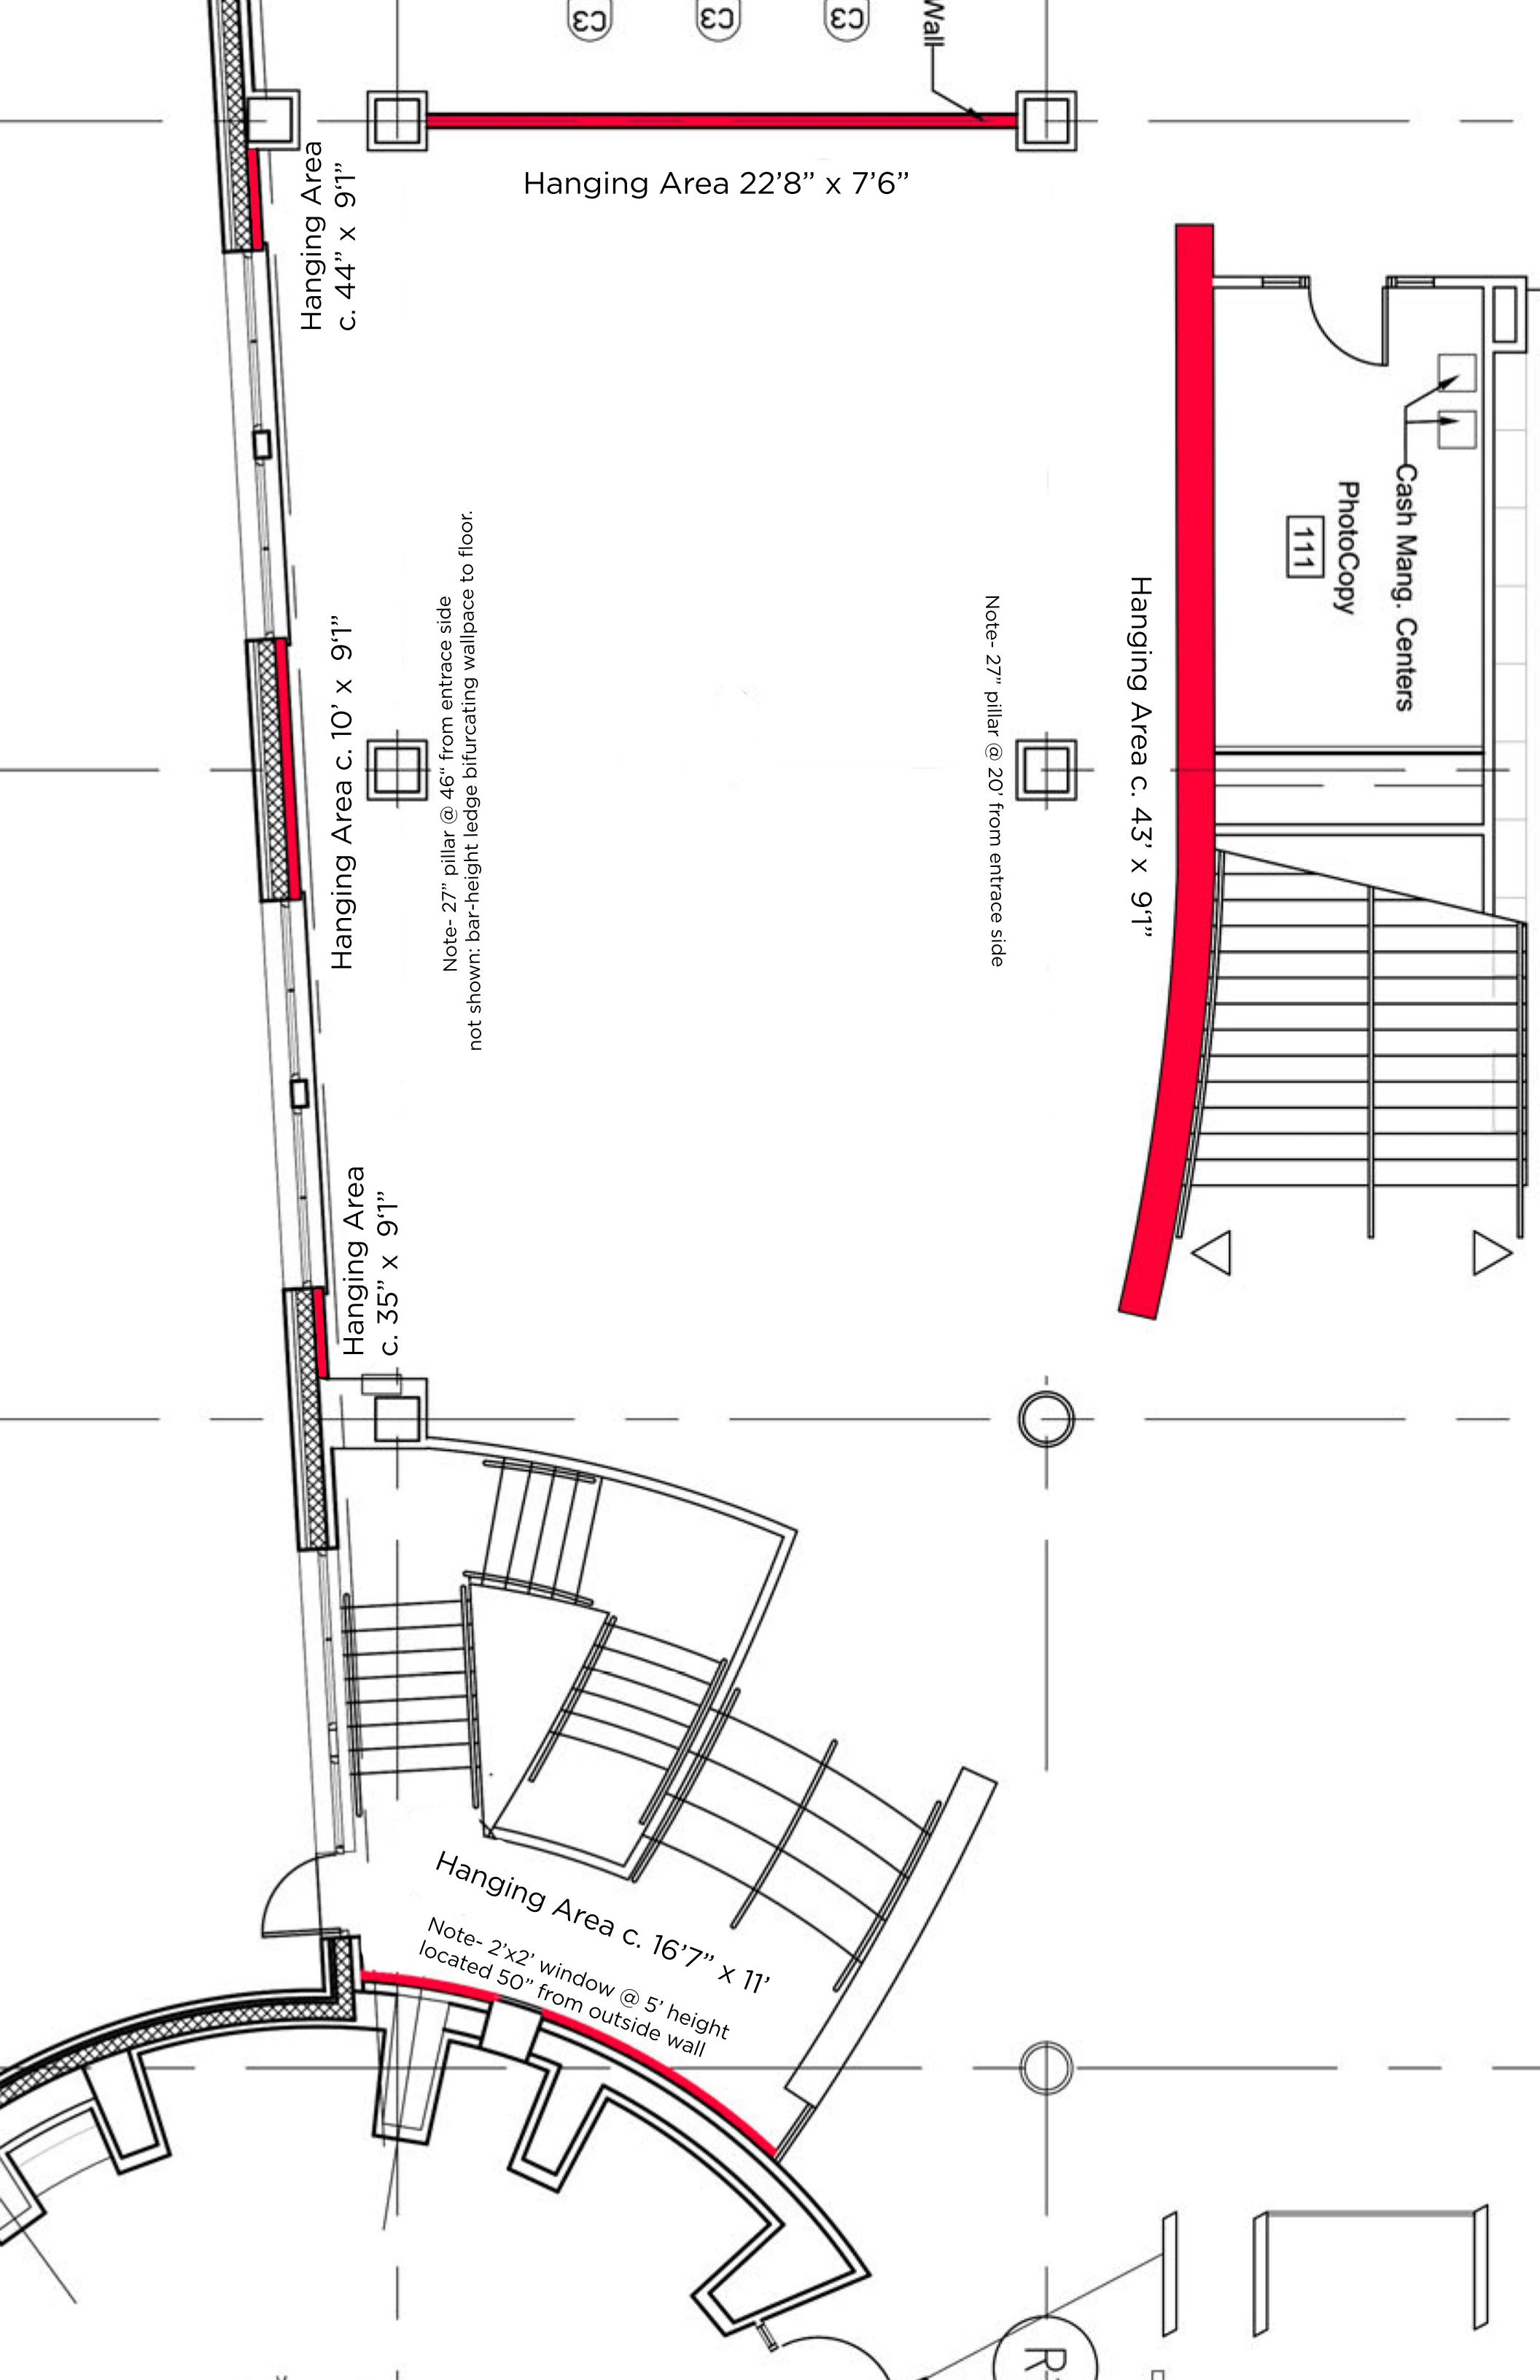 C3
C3
C3
Wall
Hanging Area 22’8” x 7’6”
Hanging Area
c. 44” x 9‘1”
Cash Mang. Centers
PhotoCopy
111
Hanging Area c. 43’ x 9‘1”
Note- 27” pillar @ 20’ from entrace side
Note- 27” pillar @ 46“ from entrace side
not shown: bar-height ledge bifurcating wallpace to floor.
Hanging Area c. 10’ x 9‘1”
Hanging Area
c. 35” x 9‘1”
Hanging Area c. 16’7” x 11’
Note- 2’x2’ window @ 5’ height
located 50” from outside wall